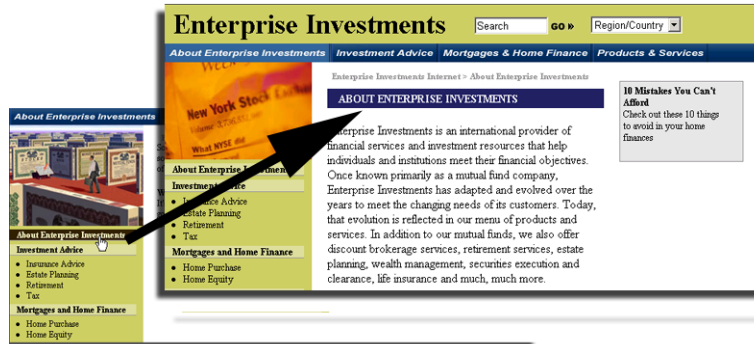 Enterprise Investments
Search GO » Region/Country
About Enterprise Investments Investment Advice Mortgages & Home Finance Products & Services
New York Stock
What NYSE did
About Enterprise Investments
Investment Advice
Insurance Advice
Estate Planning
Retirement
Tax
Mortgages and Home Finance
Home Purchase
Home Equity
Enterprise Investments Internet > About Enterprise Investments
ABOUT ENTERPRISE INVESTMENTS
Enterprise Investments is an international provider of
financial services and investment resources that help
individuals and institutions meet their financial objectives.
Once known primarily as a mutual fund company,
Enterprise Investments has adapted and evolved over the
years to meet the changing needs of its customers. Today,
that evolution is reflected in our menu of products and
services. In addition to our mutual funds, we also offer
discount brokerage services, retirement services, estate
planning, wealth management, securities execution and
clearance, life insurance and much, much more.
10 Mistakes You Can't
Afford
Check out these 10 things
to avoid in your home
finances
About Enterprise Investments
About Enterprise Investments
Investment Advice
Insurance Advice
Estate Planning
Retirement
Tax
Mortgages and Home Finance
Home Purchase
Home Equity